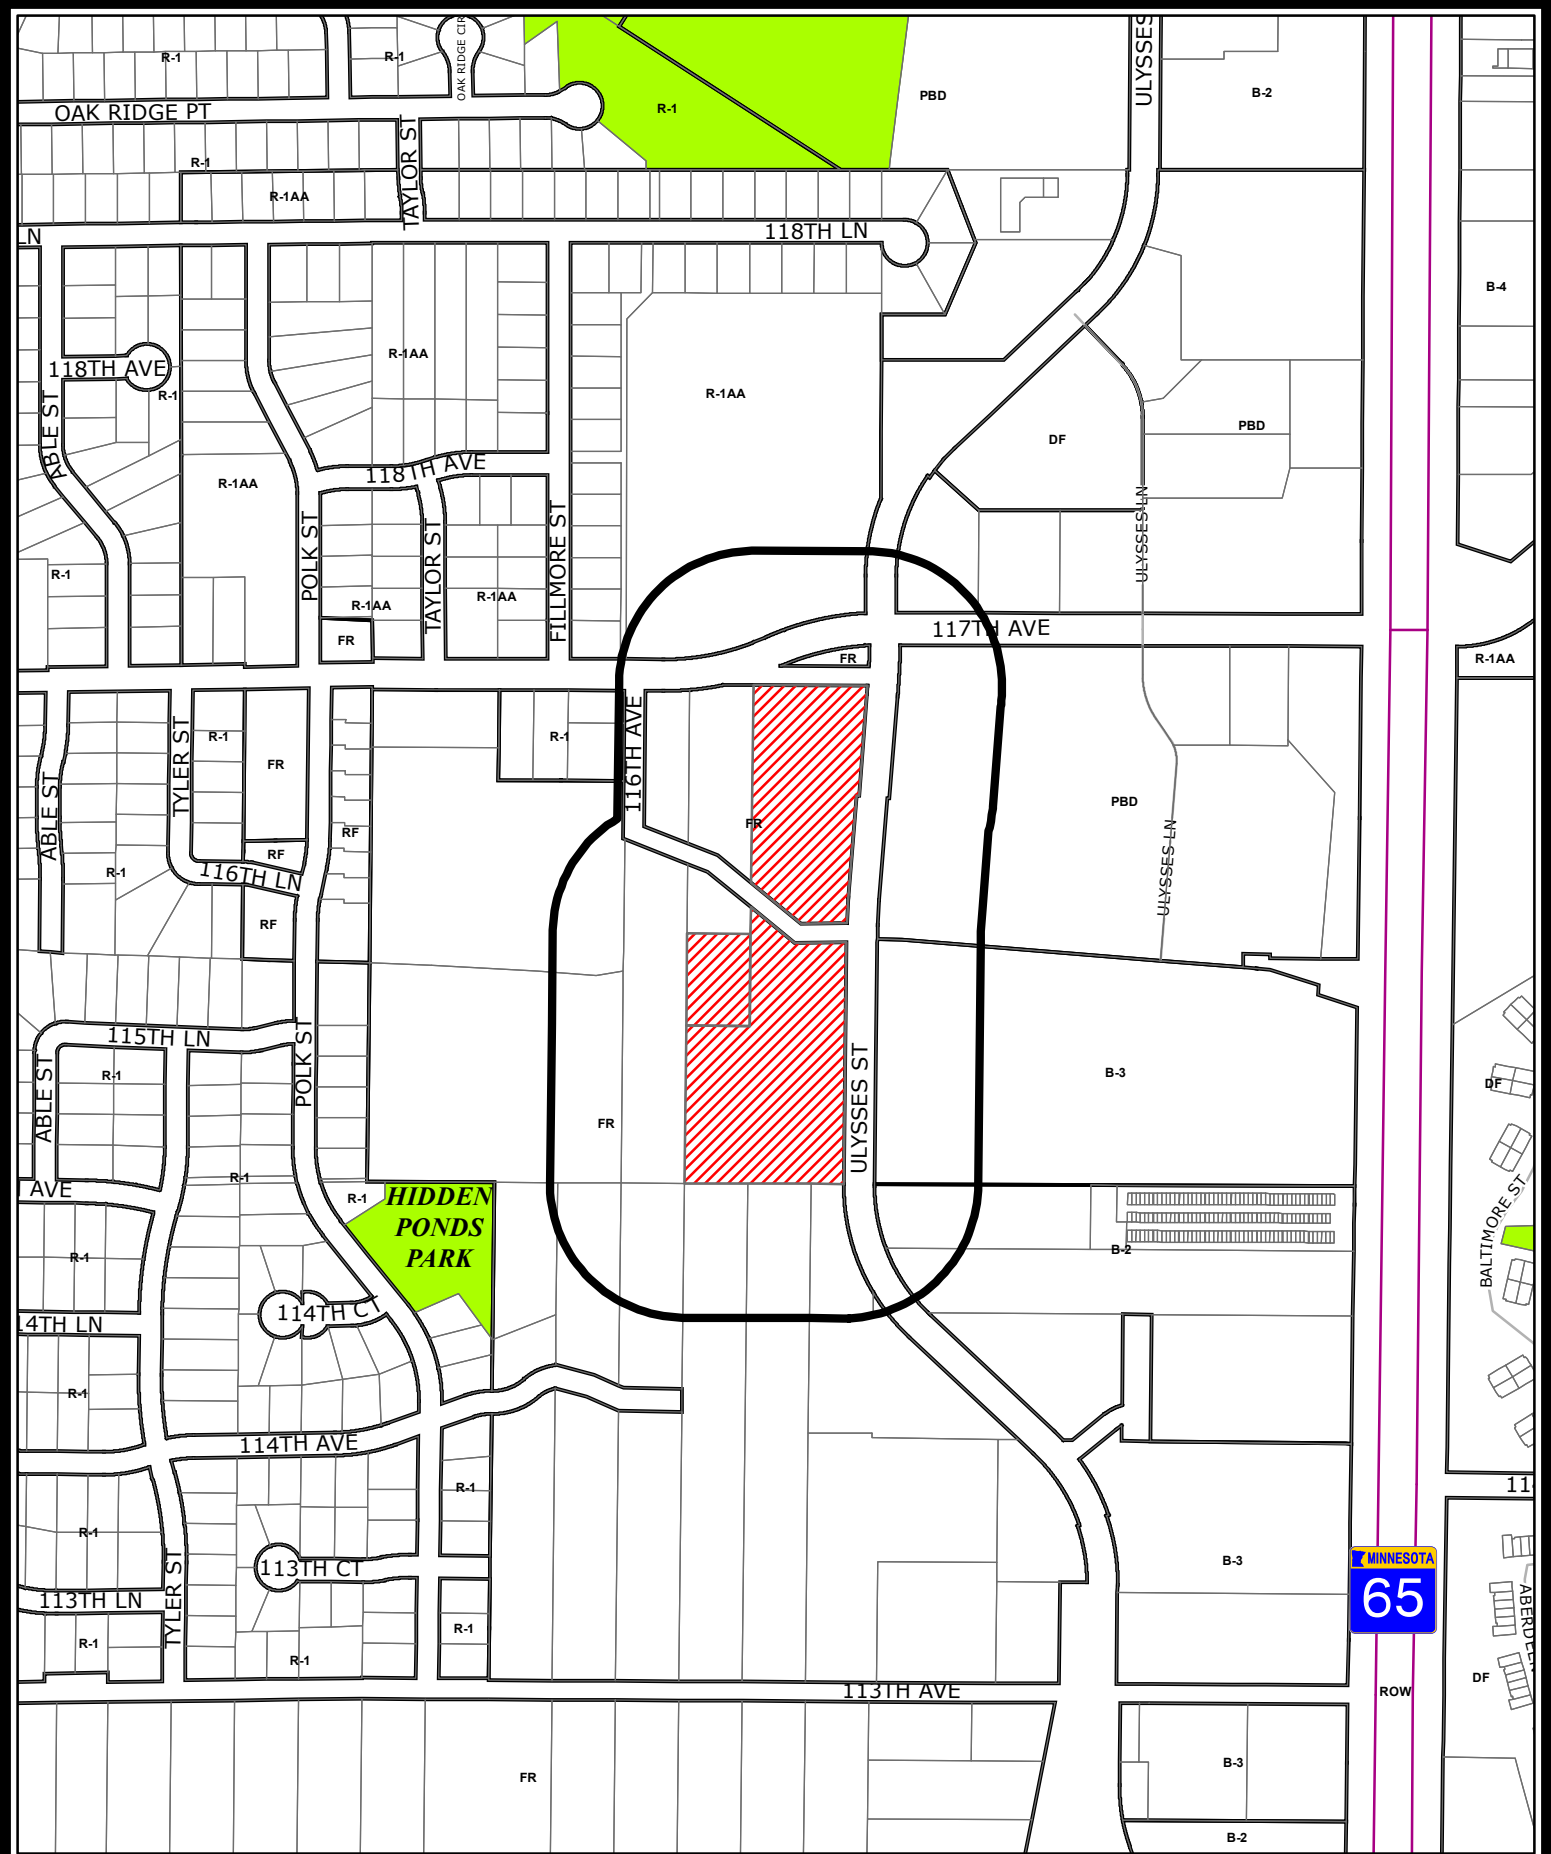 R-1
R-1
OAK RIDGE CIR
ULYSSES
B-2
PBD
R-1
OAK RIDGE PT
TAYLOR ST
R-1
R-1AA
LN
118TH LN
B-4
118TH AVE
R-1AA
R-1
R-1AA
ABLE ST
DF
PBD
118TH AVE
R-1AA
POLK ST
TAYLOR ST
FILLMORE ST
ULYSSES LN
R-1
R-1AA
R-1AA
117TH AVE
FR
FR
R-1AA
116TH AVE
TYLER ST
R-1
R-1
FR
ABLE ST
PBD
FR
RF
RF
R-1
116TH LN
ULYSSES LN
RF
115TH LN
POLK ST
ABLE ST
R-1
ULYSSES ST
B-3
DF
FR
R-1
AVE
R-1
HIDDEN
PONDS
PARK
BALTIMORE ST
R-1
B-2
114TH CT
14TH LN
R-1
114TH AVE
R-1
11
R-1
113TH CT
TYLER ST
B-3
MINNESOTA
65
113TH LN
ABERDEEN
R-1
R-1
R-1
DF
113TH AVE
ROW
B-3
FR
B-2